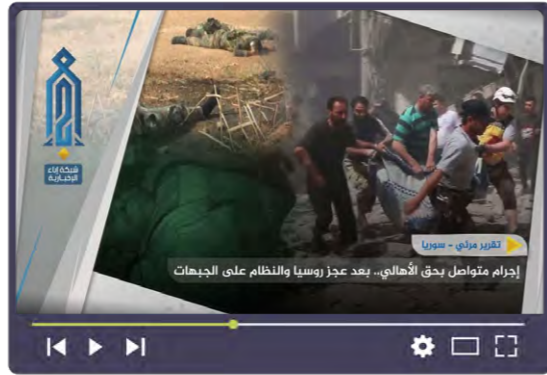 شبكة إباء
الإخبارية
تقرير مرئي - سوريا
إجرام متواصل بحق الأهالي.. بعد عجز روسيا والنظام على الجبهات